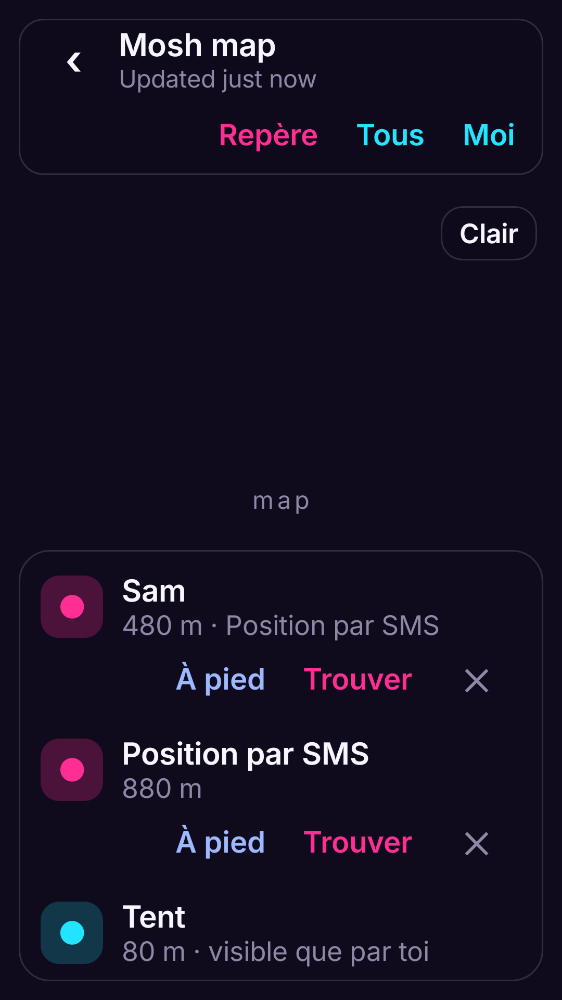 Mosh map
Updated just now
Repère Tous Moi
Clair
map
Sam
480 m · Position par SMS
À pied Trouver
Position par SMS
880 m
À pied Trouver
Tent
80 m · visible que par toi